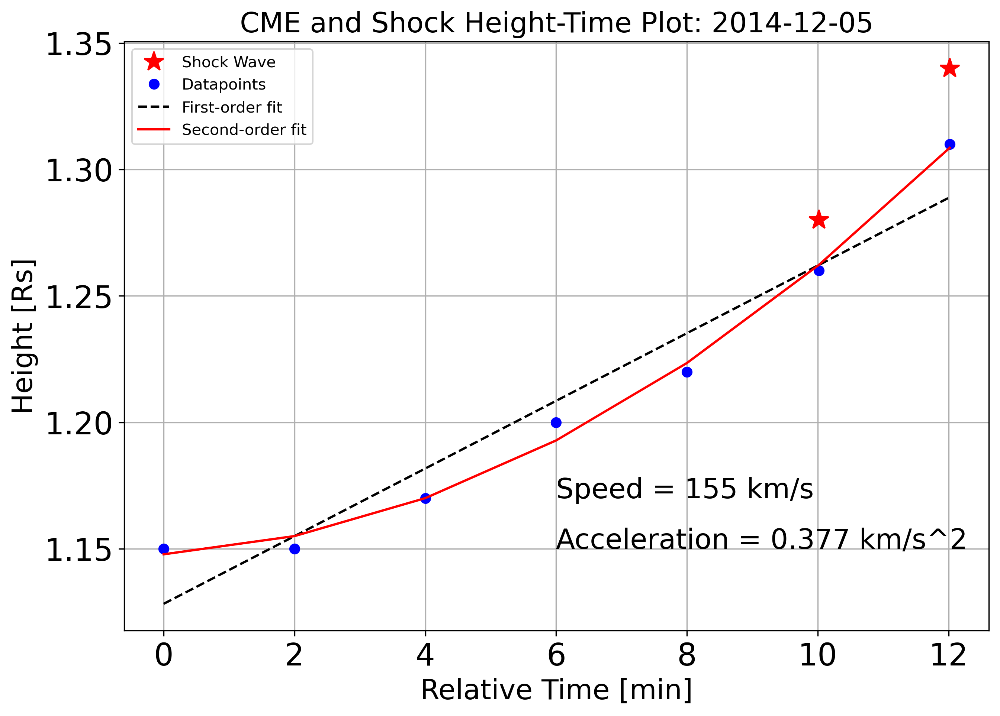 CME and Shock Height-Time Plot: 2014-12-05
1.35
1.30
1.25
1.20
1.15
Height [Rs]
Shock Wave
Datapoints
First-order fit
Second-order fit
Speed = 155 km/s
Acceleration = 0.377 km/s^2
0 2 4 6 8 10 12
Relative Time [min]